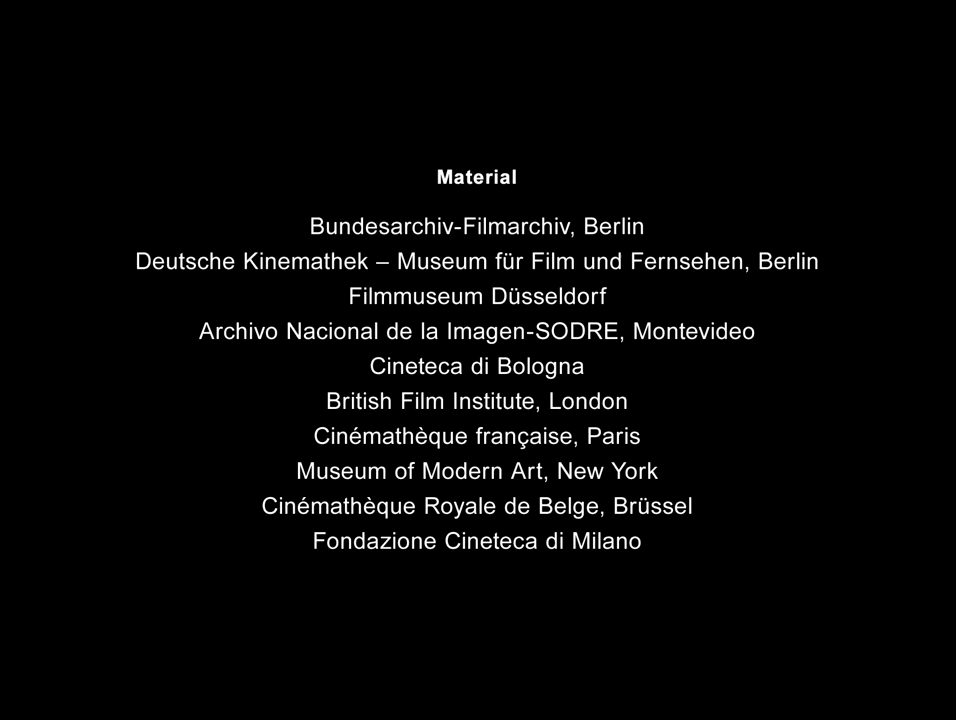 Material
Bundesarchiv-Filmarchiv, Berlin
Deutsche Kinemathek – Museum für Film und Fernsehen, Berlin
Filmmuseum Düsseldorf
Archivo Nacional de la Imagen-SODRE, Montevideo
Cineteca di Bologna
British Film Institute, London
Cinémathèque française, Paris
Museum of Modern Art, New York
Cinémathèque Royale de Belge, Brüssel
Fondazione Cineteca di Milano